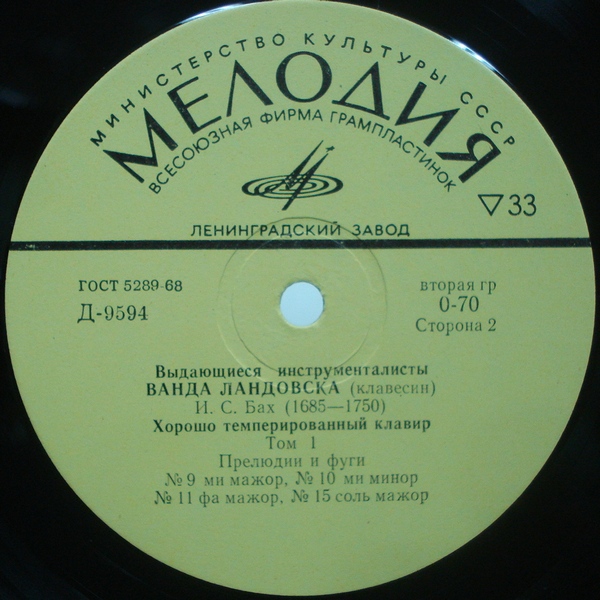 МИНИСТЕРСТВО КУЛЬТУРЫ СССР
МЕЛОДИЯ
ВСЕСОЮЗНАЯ ФИРМА ГРАМПЛАСТИНОК
▽33
ЛЕНИНГРАДСКИЙ ЗАВОД
ГОСТ 5289-68
Д-9594
вторая гр
0-70
Сторона 2
Выдающиеся инструменталисты
ВАНДА ЛАНДОВСКА (клавесин)
И. С. Бах (1685—1750)
Хорошо темперированный клавир
Том 1
Прелюдии и фуги
№ 9 ми мажор, № 10 ми минор
№ 11 фа мажор, № 15 соль мажор